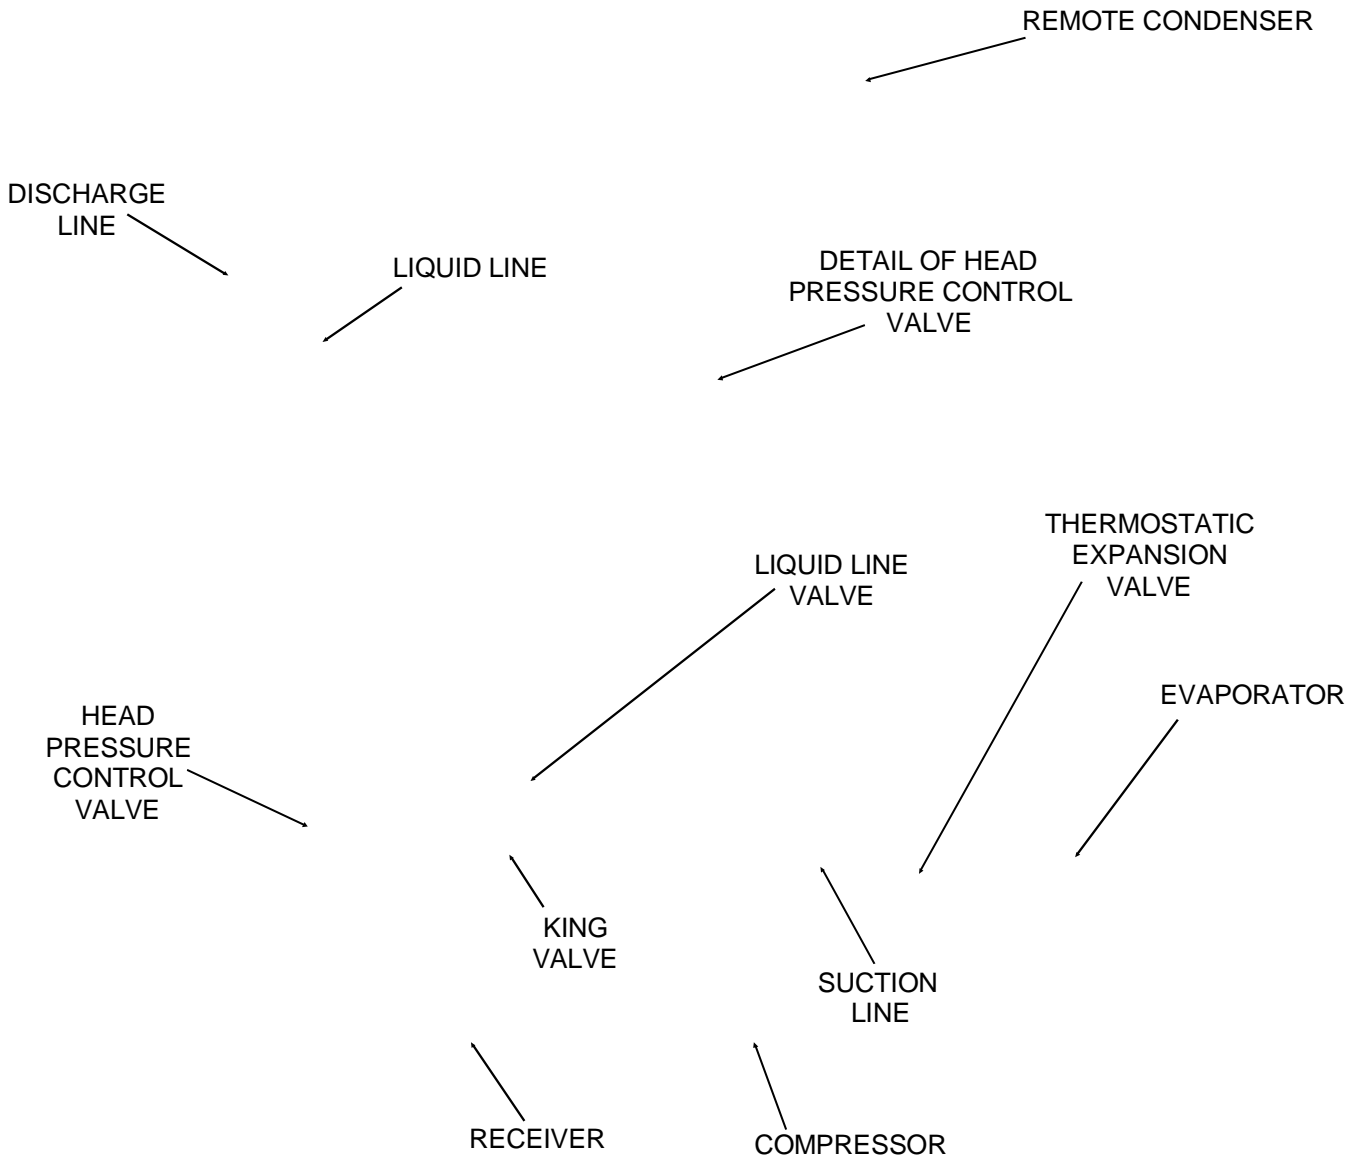 REMOTE CONDENSER
DISCHARGE
LINE
LIQUID LINE
DETAIL OF HEAD
PRESSURE CONTROL
VALVE
THERMOSTATIC
EXPANSION
VALVE
LIQUID LINE
VALVE
EVAPORATOR
HEAD
PRESSURE
CONTROL
VALVE
KING
VALVE
SUCTION
LINE
RECEIVER
COMPRESSOR